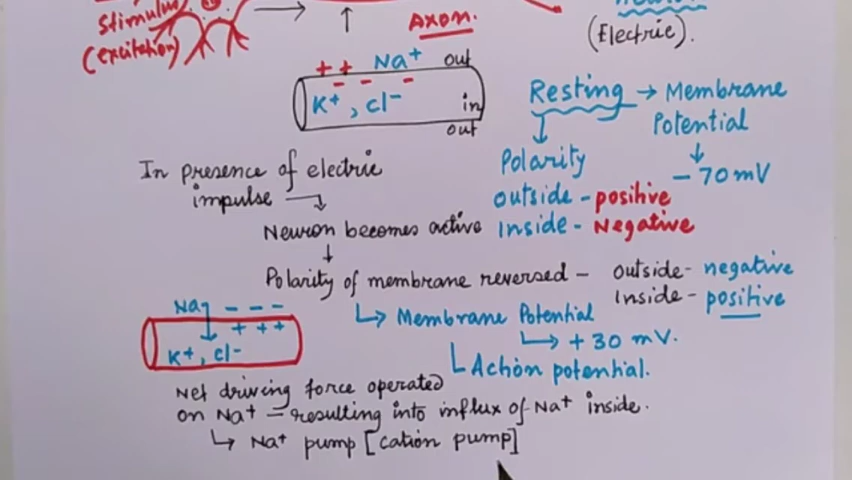 Stimulus
(excitation)
Axon.
(Electric).
+ + Na+ out
- - -
K+, Cl- in
out
Resting → Membrane
Potential
- 70 mV
Polarity
outside - positive
inside - Negative
In presence of electric
impulse
Neuron becomes active
Polarity of membrane reversed - outside - negative
inside - positive
Membrane Potential
+ 30 mV.
Action potential.
Na - - -
+ + +
K+, Cl-
Net driving force operated
on Na+ - resulting into influx of Na+ inside.
Na+ pump [cation pump]